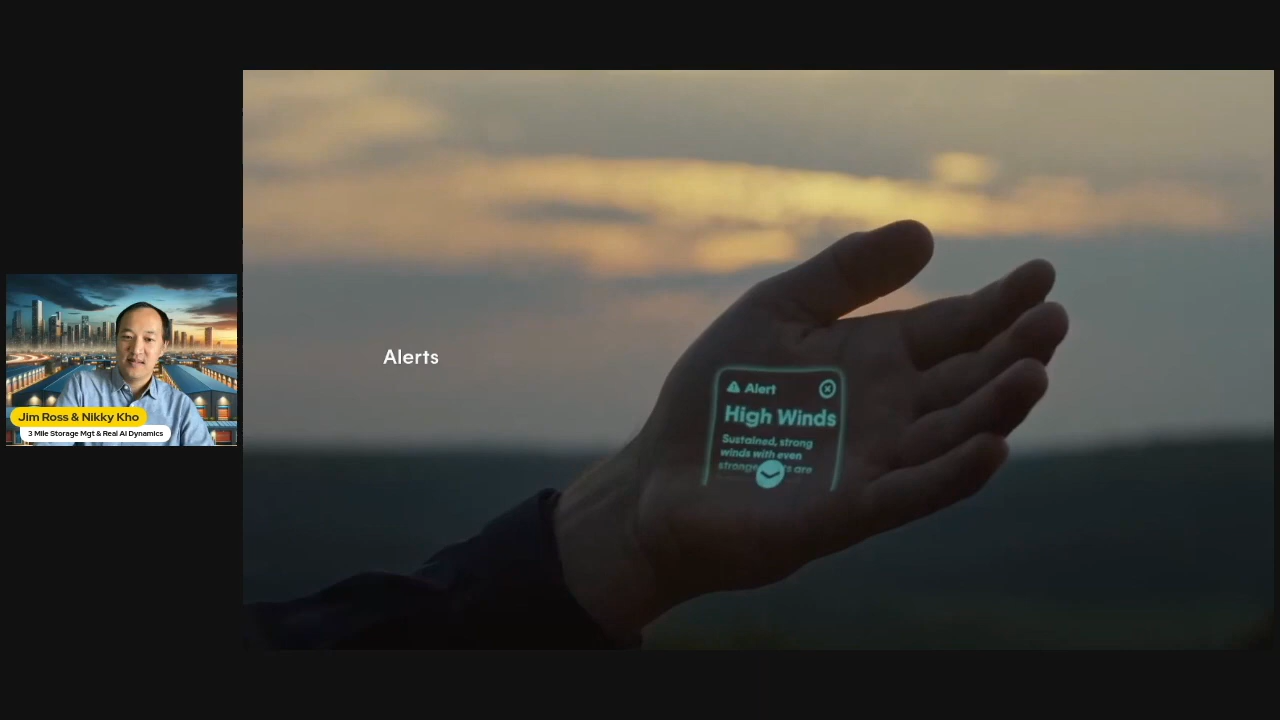 Alerts
Alert
High Winds
Sustained, strong
winds with even
are
Jim Ross & Nikky Kho
3 Mile Storage Mgt & Real AI Dynamics